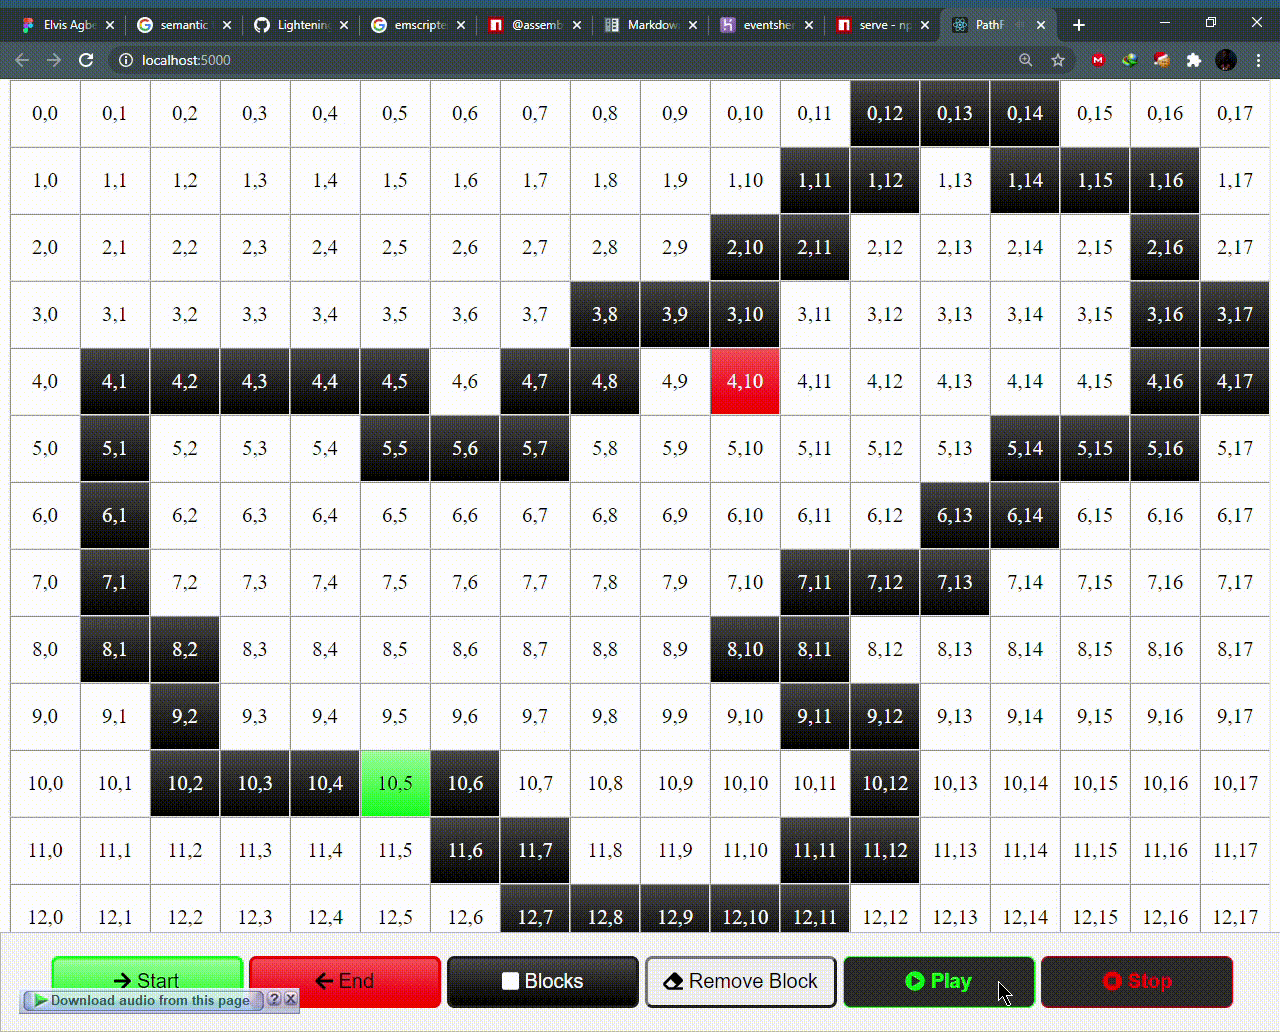 Elvis Agbe semantic Lightenin emscripte @assemb Markdow eventsher serve - np PathF
localhost:5000
0,0 0,1 0,2 0,3 0,4 0,5 0,6 0,7 0,8 0,9 0,10 0,11 0,12 0,13 0,14 0,15 0,16 0,17
1,0 1,1 1,2 1,3 1,4 1,5 1,6 1,7 1,8 1,9 1,10 1,11 1,12 1,13 1,14 1,15 1,16 1,17
2,0 2,1 2,2 2,3 2,4 2,5 2,6 2,7 2,8 2,9 2,10 2,11 2,12 2,13 2,14 2,15 2,16 2,17
3,0 3,1 3,2 3,3 3,4 3,5 3,6 3,7 3,8 3,9 3,10 3,11 3,12 3,13 3,14 3,15 3,16 3,17
4,0 4,1 4,2 4,3 4,4 4,5 4,6 4,7 4,8 4,9 4,10 4,11 4,12 4,13 4,14 4,15 4,16 4,17
5,0 5,1 5,2 5,3 5,4 5,5 5,6 5,7 5,8 5,9 5,10 5,11 5,12 5,13 5,14 5,15 5,16 5,17
6,0 6,1 6,2 6,3 6,4 6,5 6,6 6,7 6,8 6,9 6,10 6,11 6,12 6,13 6,14 6,15 6,16 6,17
7,0 7,1 7,2 7,3 7,4 7,5 7,6 7,7 7,8 7,9 7,10 7,11 7,12 7,13 7,14 7,15 7,16 7,17
8,0 8,1 8,2 8,3 8,4 8,5 8,6 8,7 8,8 8,9 8,10 8,11 8,12 8,13 8,14 8,15 8,16 8,17
9,0 9,1 9,2 9,3 9,4 9,5 9,6 9,7 9,8 9,9 9,10 9,11 9,12 9,13 9,14 9,15 9,16 9,17
10,0 10,1 10,2 10,3 10,4 10,5 10,6 10,7 10,8 10,9 10,10 10,11 10,12 10,13 10,14 10,15 10,16 10,17
11,0 11,1 11,2 11,3 11,4 11,5 11,6 11,7 11,8 11,9 11,10 11,11 11,12 11,13 11,14 11,15 11,16 11,17
12,0 12,1 12,2 12,3 12,4 12,5 12,6 12,7 12,8 12,9 12,10 12,11 12,12 12,13 12,14 12,15 12,16 12,17
Start End Blocks Remove Block Play Stop
Download audio from this page ? X